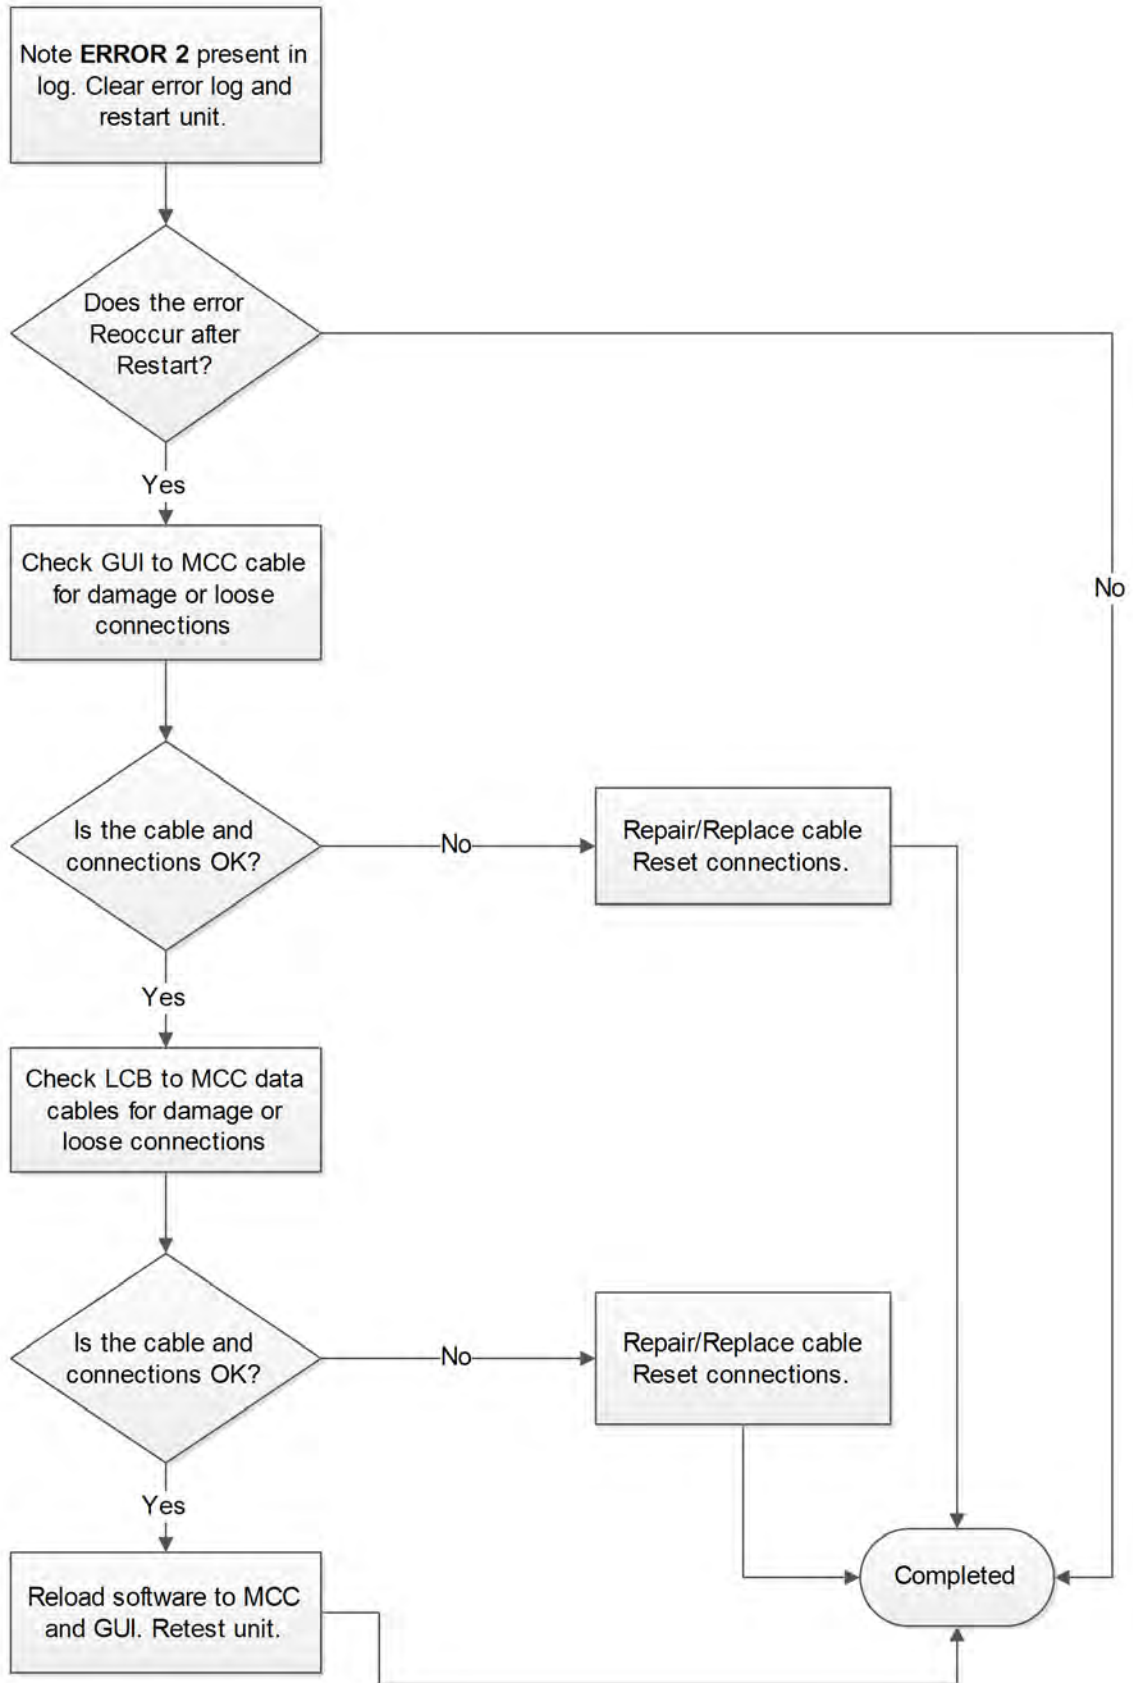 Note ERROR 2 present in
log. Clear error log and
restart unit.
Does the error
Reoccur after
Restart?
Yes
No
Check GUI to MCC cable
for damage or loose
connections
Is the cable and
connections OK?
No
Repair/Replace cable
Reset connections.
Yes
Check LCB to MCC data
cables for damage or
loose connections
Is the cable and
connections OK?
No
Repair/Replace cable
Reset connections.
Yes
Reload software to MCC
and GUI. Retest unit.
Completed